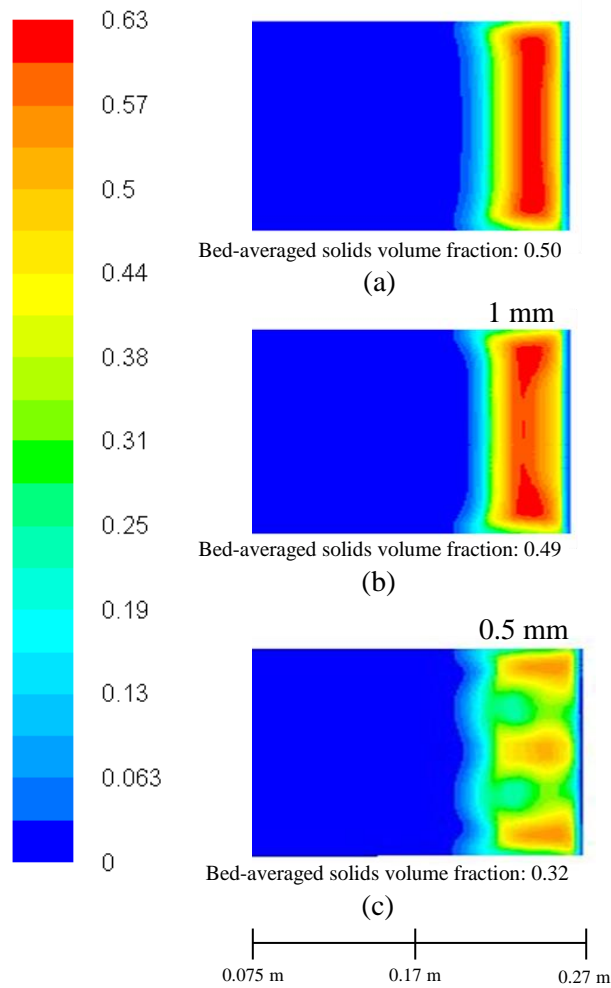 0.63
0.57
0.5
0.44
0.38
0.31
0.25
0.19
0.13
0.063
0
Bed-averaged solids volume fraction: 0.50
(a)
1 mm
Bed-averaged solids volume fraction: 0.49
(b)
0.5 mm
Bed-averaged solids volume fraction: 0.32
(c)
0.075 m 0.17 m 0.27 m